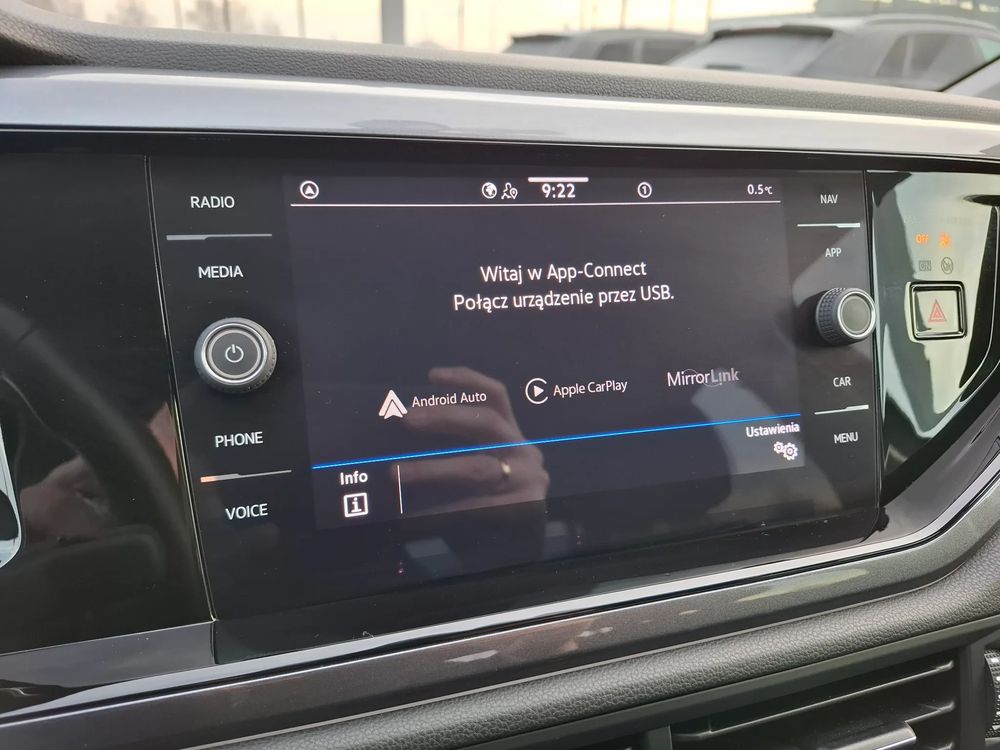 RADIO
MEDIA
PHONE
VOICE
9:22
1
0.5°C
Witaj w App-Connect
Połącz urządzenie przez USB.
Android Auto
Apple CarPlay
MirrorLink
Ustawienia
Info
i
NAV
APP
CAR
MENU
OFF